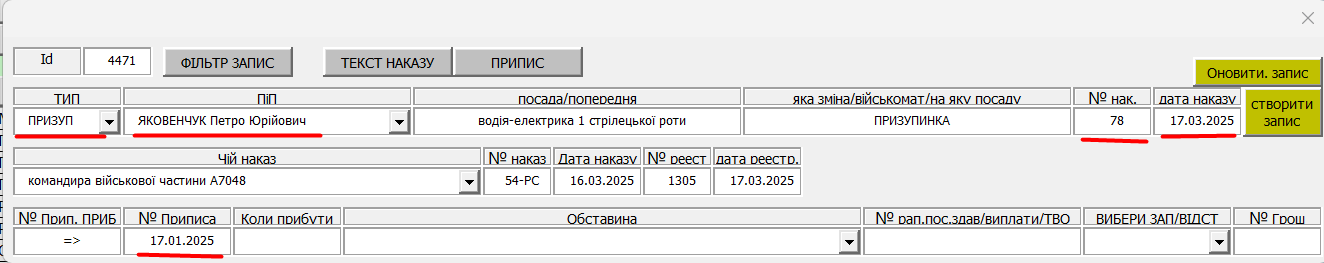 Id 4471 ФІЛЬТР ЗАПИС ТЕКСТ НАКАЗУ ПРИПИС
Оновити. запис
ТИП ПіП посада/попередня яка зміна/військомат/на яку посаду № нак. дата наказу створити запис
ПРИЗУП ЯКОВЕНЧУК Петро Юрійович водія-електрика 1 стрілецької роти ПРИЗУПИНКА 78 17.03.2025
Чій наказ № наказ Дата наказу № реест дата реестр.
командира військової частини А7048 54-РС 16.03.2025 1305 17.03.2025
№ Прип. ПРИБ № Приписа Коли прибути Обставина № рап.пос.здав/виплати/ТВО ВИБЕРИ ЗАП/ВІДСТ № Грош
=> 17.01.2025